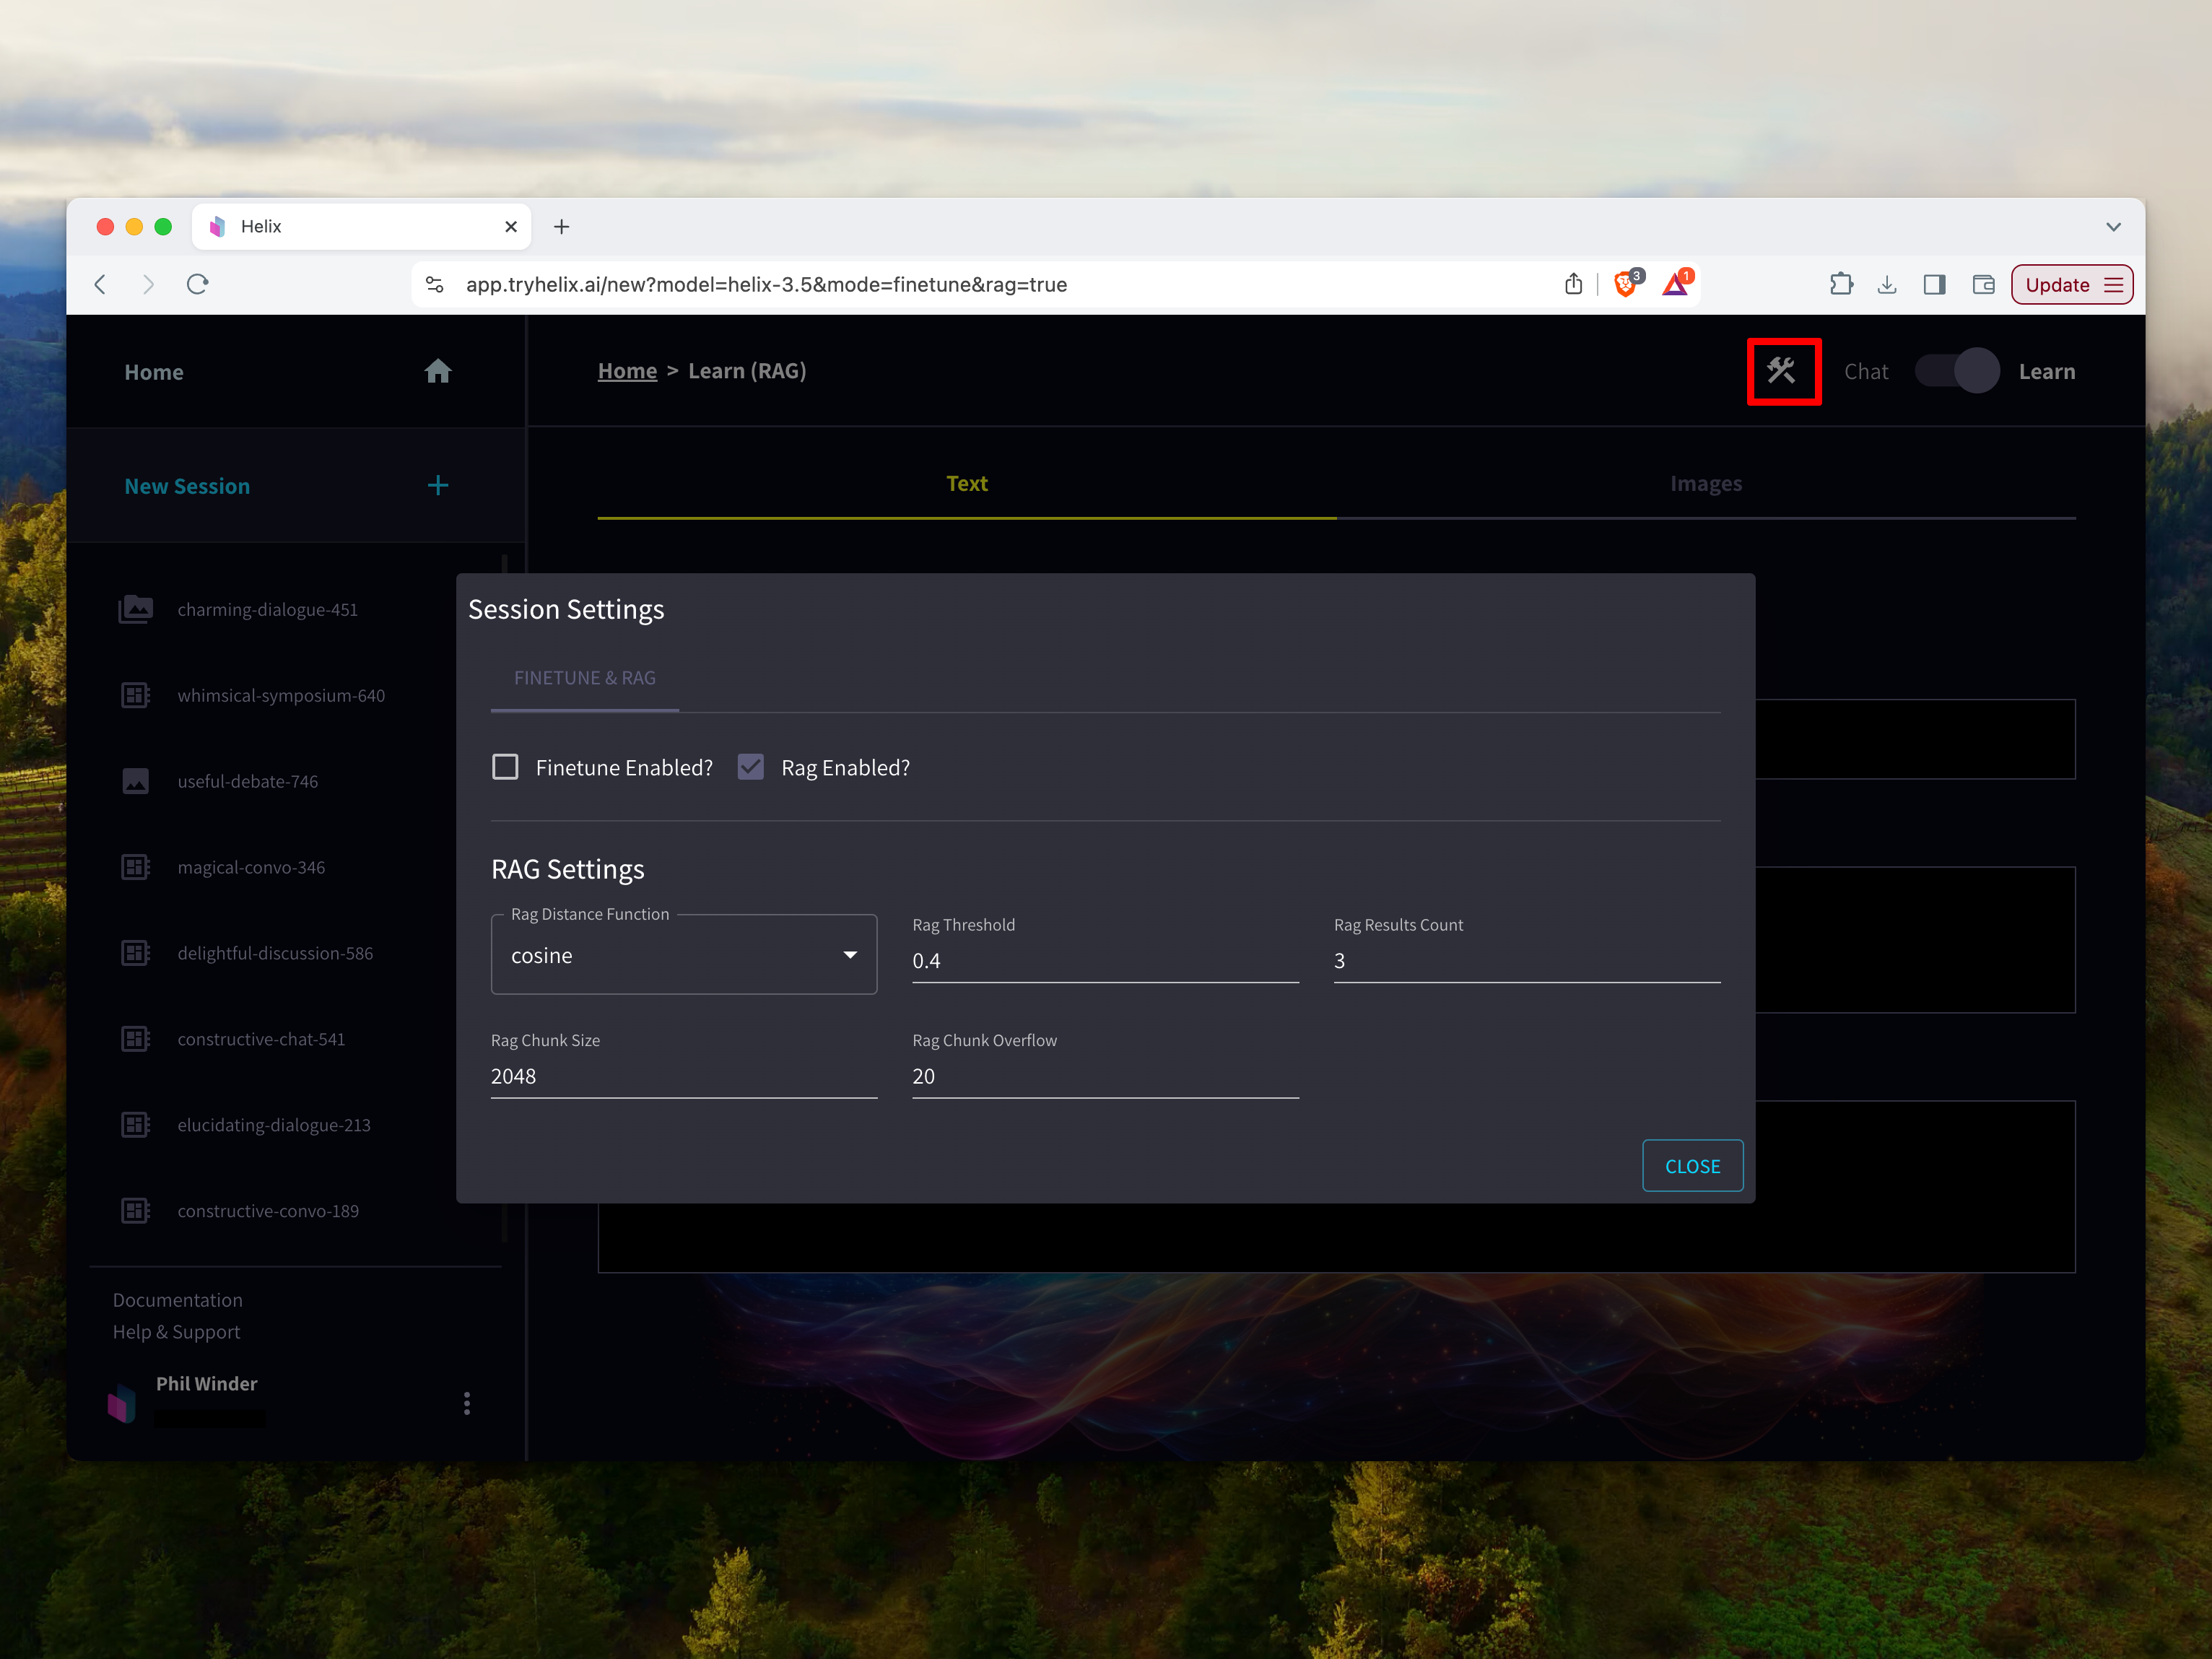 Helix
app.tryhelix.ai/new?model=helix-3.5&mode=finetune&rag=true
3
1
Update
Home
Home > Learn (RAG)
Chat
Learn
New Session
Text
Images
charming-dialogue-451
whimsical-symposium-640
useful-debate-746
magical-convo-346
delightful-discussion-586
constructive-chat-541
elucidating-dialogue-213
constructive-convo-189
Documentation
Help & Support
Phil Winder
Session Settings
FINETUNE & RAG
Finetune Enabled?
Rag Enabled?
RAG Settings
Rag Distance Function
cosine
Rag Threshold
0.4
Rag Results Count
3
Rag Chunk Size
2048
Rag Chunk Overflow
20
CLOSE